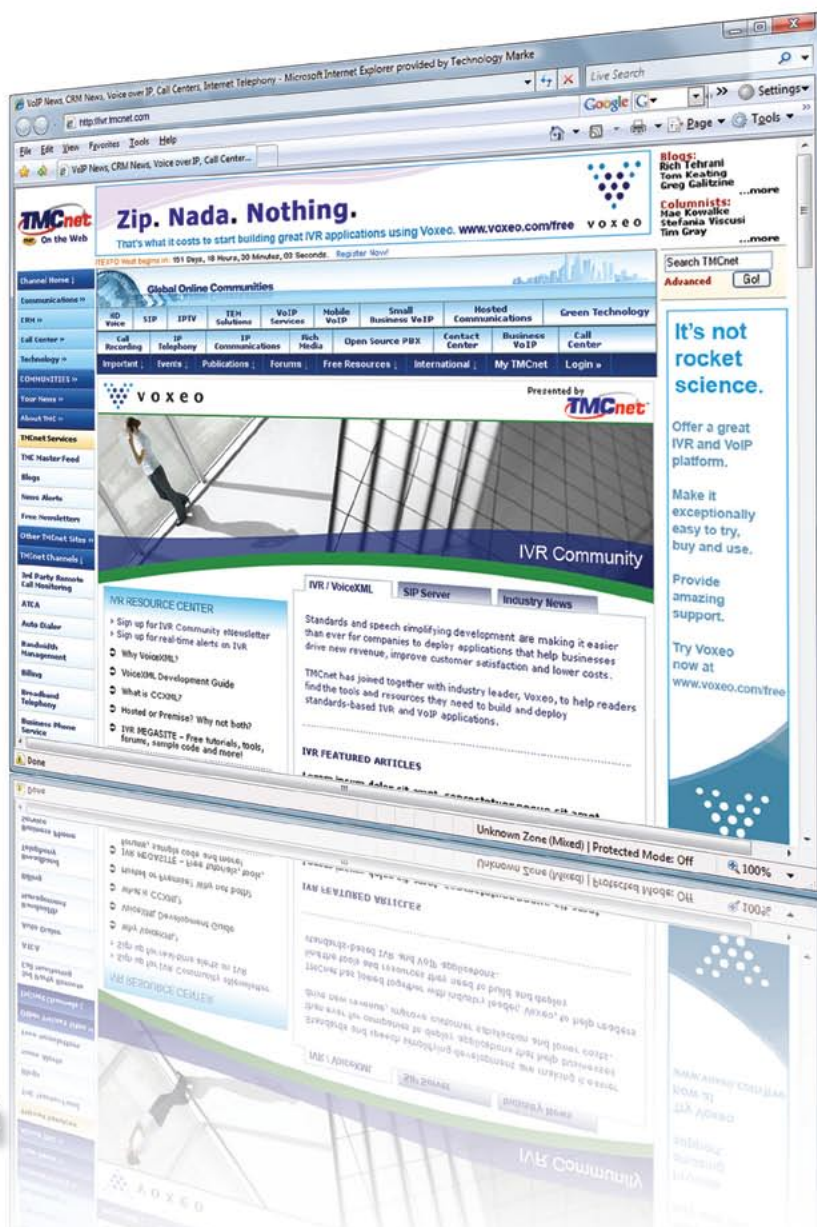 VoIP News, CRM News, Voice over IP, Call Centers, Internet Telephony - Microsoft Internet Explorer provided by Technology Marke
http://ivr.tmcnet.com
Live Search
File Edit View Favorites Tools Help
Google
Settings
VoIP News, CRM News, Voice over IP, Call Center...
Page Tools
TMCnet
On the Web
Zip. Nada. Nothing.
That's what it costs to start building great IVR applications using Voxeo. www.voxeo.com/free
voxeo
Blogs:
Rich Tehrani
Tom Keating
Greg Galitzine
...more
Columnists:
Mae Kowalke
Stefania Viscusi
Tim Gray
...more
Search TMCnet
Advanced Go!
begins in: 151 Days, 18 Hours, 30 Minutes, 03 Seconds. Register Now!
Global Online Communities
HD Voice
SIP
IPTV
TEM Solutions
VoIP Services
Mobile VoIP
Small Business VoIP
Hosted Communications
Green Technology
Call Recording
IP Telephony
IP Communications
Rich Media
Open Source PBX
Contact Center
Business VoIP
Call Center
Important Events Publications Forums Free Resources International My TMCnet Login »
Channel Home
Communications »
CRM »
Call Center »
Technology »
COMMUNITIES »
Your News »
About TMC »
TMCnet Services
TMC Master Feed
Blogs
News Alerts
Free Newsletters
Other TMCnet Sites »
TMCnet Channels
3rd Party Remote
Call Monitoring
ATCA
Auto Dialer
Bandwidth
Management
Billing
Broadband
Telephony
Business Phone
Service
voxeo
Presented by
TMCnet
IVR Community
IVR RESOURCE CENTER
Sign up for IVR Community eNewsletter
Sign up for real-time alerts on IVR
Why VoiceXML?
VoiceXML Development Guide
What is CCXML?
Hosted or Premise? Why not both?
IVR MEGASITE - Free tutorials, tools,
forums, sample code and more!
IVR / VoiceXML
SIP Server
Industry News
Standards and speech simplifying development are making it easier
than ever for companies to deploy applications that help businesses
drive new revenue, improve customer satisfaction and lower costs.
TMCnet has joined together with industry leader, Voxeo, to help readers
find the tools and resources they need to build and deploy
standards-based IVR and VoIP applications.
IVR FEATURED ARTICLES
It's not
rocket
science.
Offer a great
IVR and VoIP
platform.
Make it
exceptionally
easy to try,
buy and use.
Provide
amazing
support.
Try Voxeo
now at
www.voxeo.com/free
Done
Unknown Zone (Mixed) | Protected Mode: Off
100%